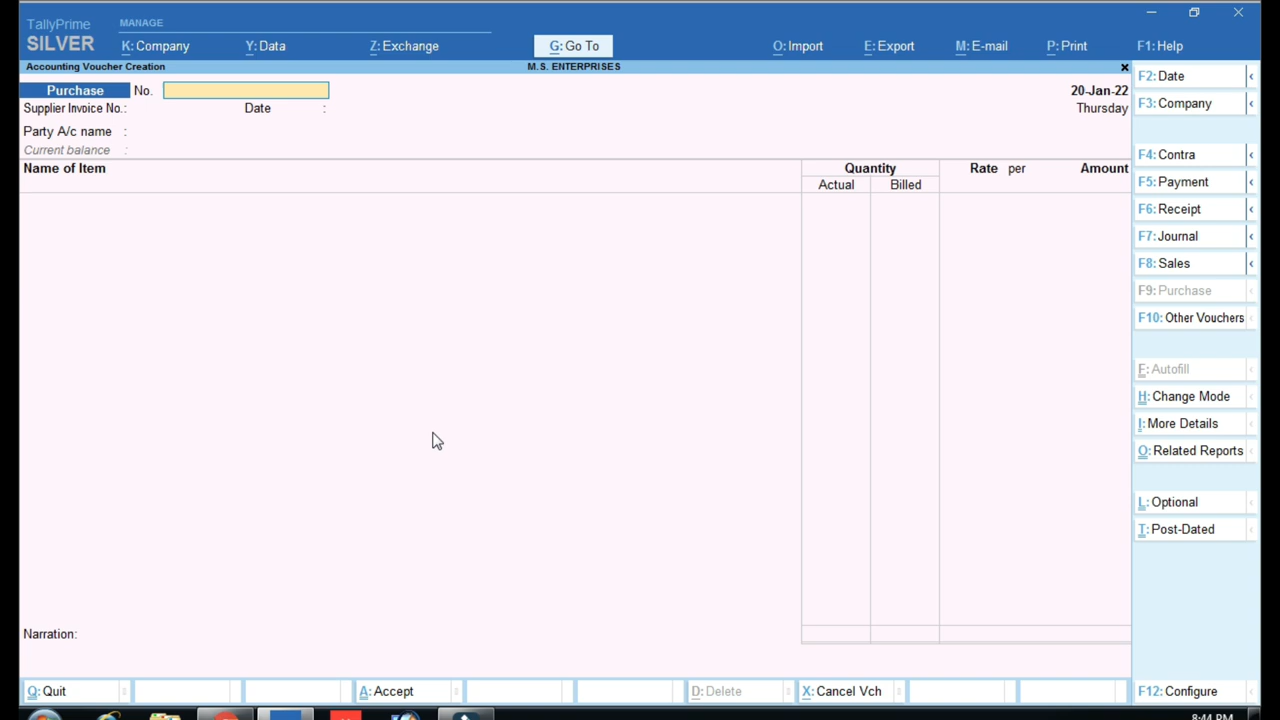 TallyPrime
MANAGE
SILVER
K: Company
Y: Data
Z: Exchange
G: Go To
O: Import
E: Export
M: E-mail
P: Print
F1: Help
Accounting Voucher Creation
M.S. ENTERPRISES
×
Purchase
No.
20-Jan-22
Supplier Invoice No.:
Date :
Thursday
Party A/c name :
Current balance :
Name of Item
Quantity
Rate per
Amount
Actual
Billed
Narration:
F2: Date
F3: Company
F4: Contra
F5: Payment
F6: Receipt
F7: Journal
F8: Sales
F9: Purchase
F10: Other Vouchers
F: Autofill
H: Change Mode
I: More Details
O: Related Reports
L: Optional
T: Post-Dated
Q: Quit
A: Accept
D: Delete
X: Cancel Vch
F12: Configure
8:44 PM